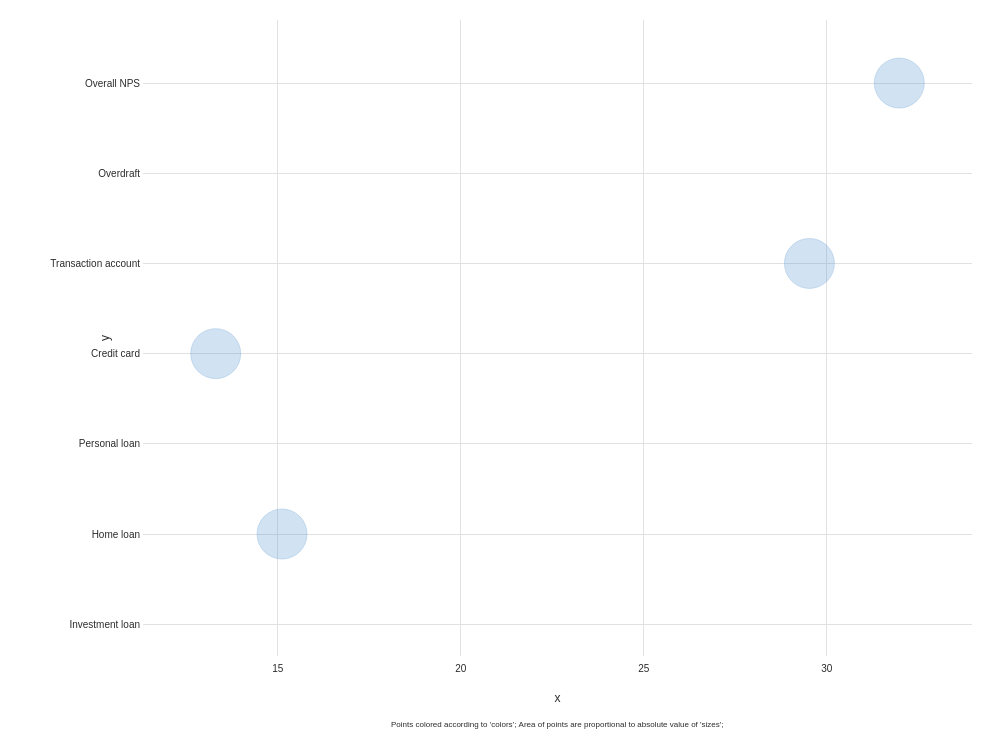 Overall NPS
Overdraft
Transaction account
y
Credit card
Personal loan
Home loan
Investment loan
15 20 25 30
x
Points colored according to 'colors'; Area of points are proportional to absolute value of 'sizes';